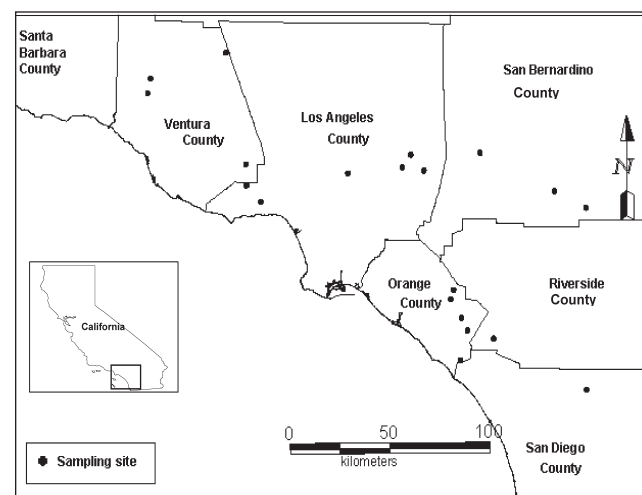 Santa
Barbara
County
Ventura
County
Los Angeles
County
San Bernardino
County
N
Orange
County
Riverside
County
California
0
50
100
kilometers
San Diego
County
Sampling site